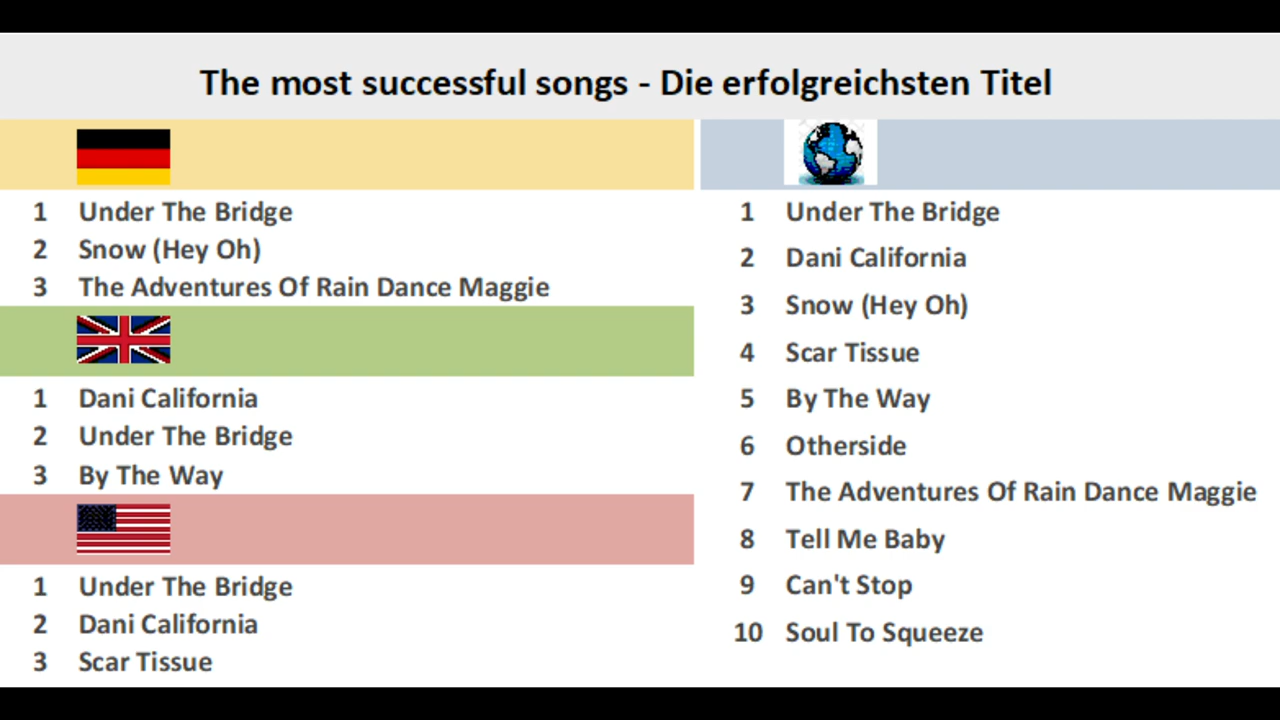 The most successful songs - Die erfolgreichsten Titel
1 Under The Bridge
2 Snow (Hey Oh)
3 The Adventures Of Rain Dance Maggie
1 Dani California
2 Under The Bridge
3 By The Way
1 Under The Bridge
2 Dani California
3 Scar Tissue
1 Under The Bridge
2 Dani California
3 Snow (Hey Oh)
4 Scar Tissue
5 By The Way
6 Otherside
7 The Adventures Of Rain Dance Maggie
8 Tell Me Baby
9 Can't Stop
10 Soul To Squeeze